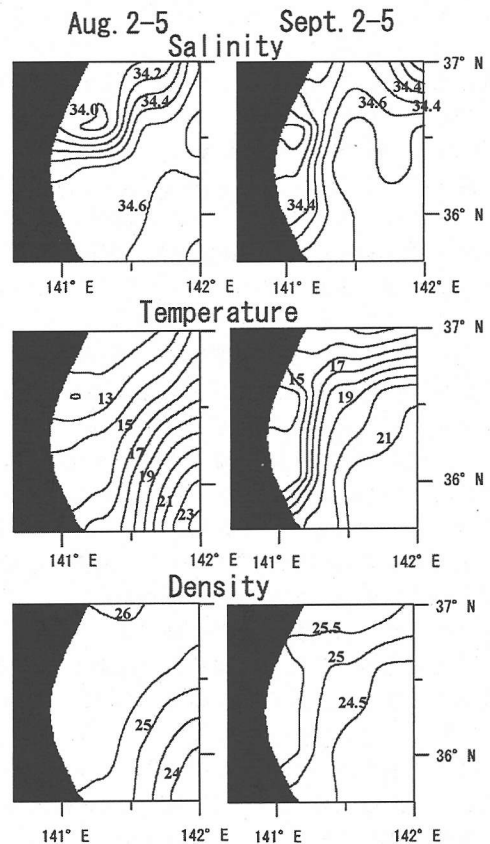 Aug. 2-5 Sept. 2-5
Salinity
37° N
34.2
34.4
34.0
34.4
34.6
34.4
34.6
34.4
36° N
141° E 142° E 141° E 142° E
Temperature
37° N
13
15
17
19
21
23
15
17
19
21
36° N
141° E 142° E 141° E 142° E
Density
37° N
26
25
24
25.5
25
24.5
36° N
141° E 142° E 141° E 142° E